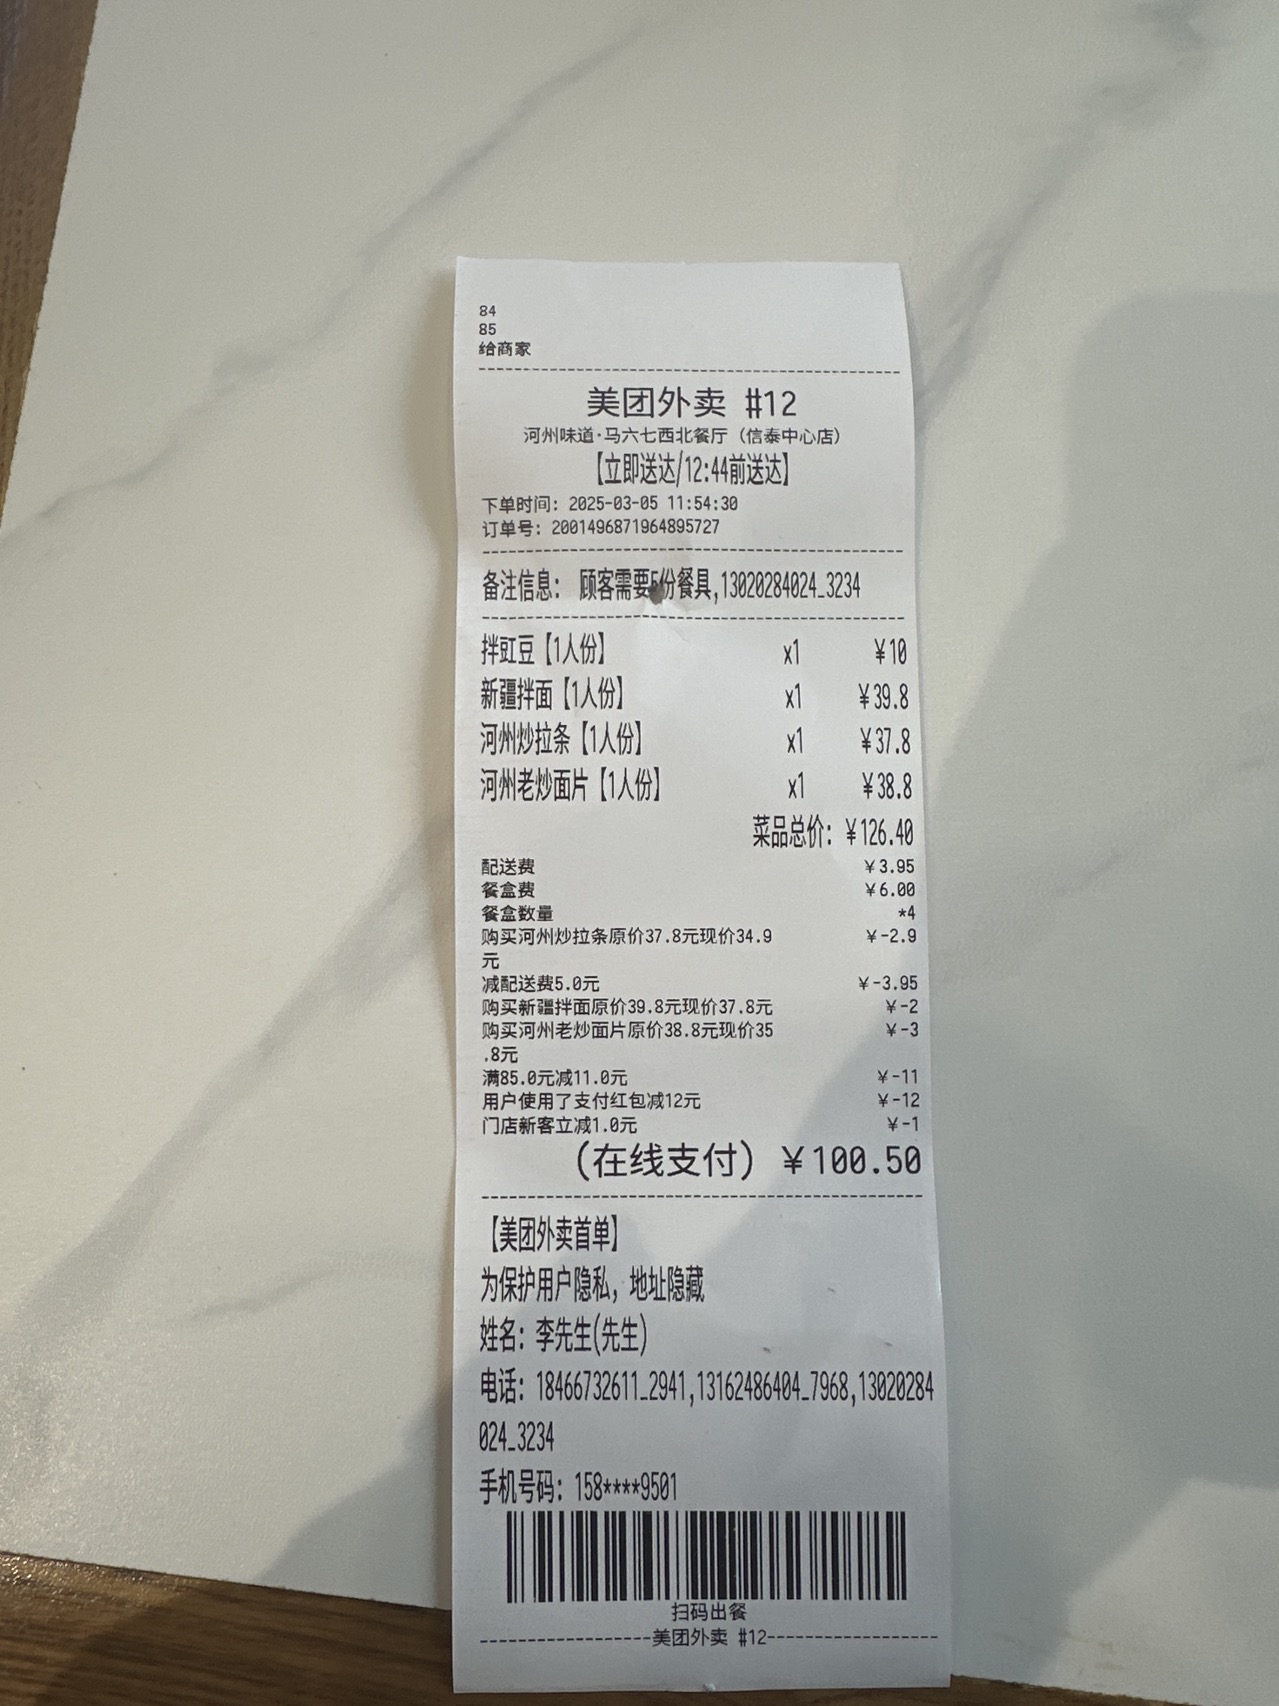 84
85
给商家
美团外卖 #12
河州味道·马六七西北餐厅（信泰中心店）
【立即送达/12:44前送达】
下单时间: 2025-03-05 11:54:30
订单号: 2001496871964895727
备注信息: 顾客需要5份餐具,13020284024_3234
拌豇豆【1人份】 x1 ￥10
新疆拌面【1人份】 x1 ￥39.8
河州炒拉条【1人份】 x1 ￥37.8
河州老炒面片【1人份】 x1 ￥38.8
菜品总价: ￥126.40
配送费 ￥3.95
餐盒费 ￥6.00
餐盒数量 *4
购买河州炒拉条原价37.8元现价34.9 ￥-2.9
元
减配送费5.0元 ￥-3.95
购买新疆拌面原价39.8元现价37.8元 ￥-2
购买河州老炒面片原价38.8元现价35 ￥-3
.8元
满85.0元减11.0元 ￥-11
用户使用了支付红包减12元 ￥-12
门店新客立减1.0元 ￥-1
（在线支付）￥100.50
【美团外卖首单】
为保护用户隐私，地址隐藏
姓名: 李先生(先生)
电话: 18466732611_2941,13162486404_7968,13020284
024_3234
手机号码: 158****9501
扫码出餐
美团外卖 #12